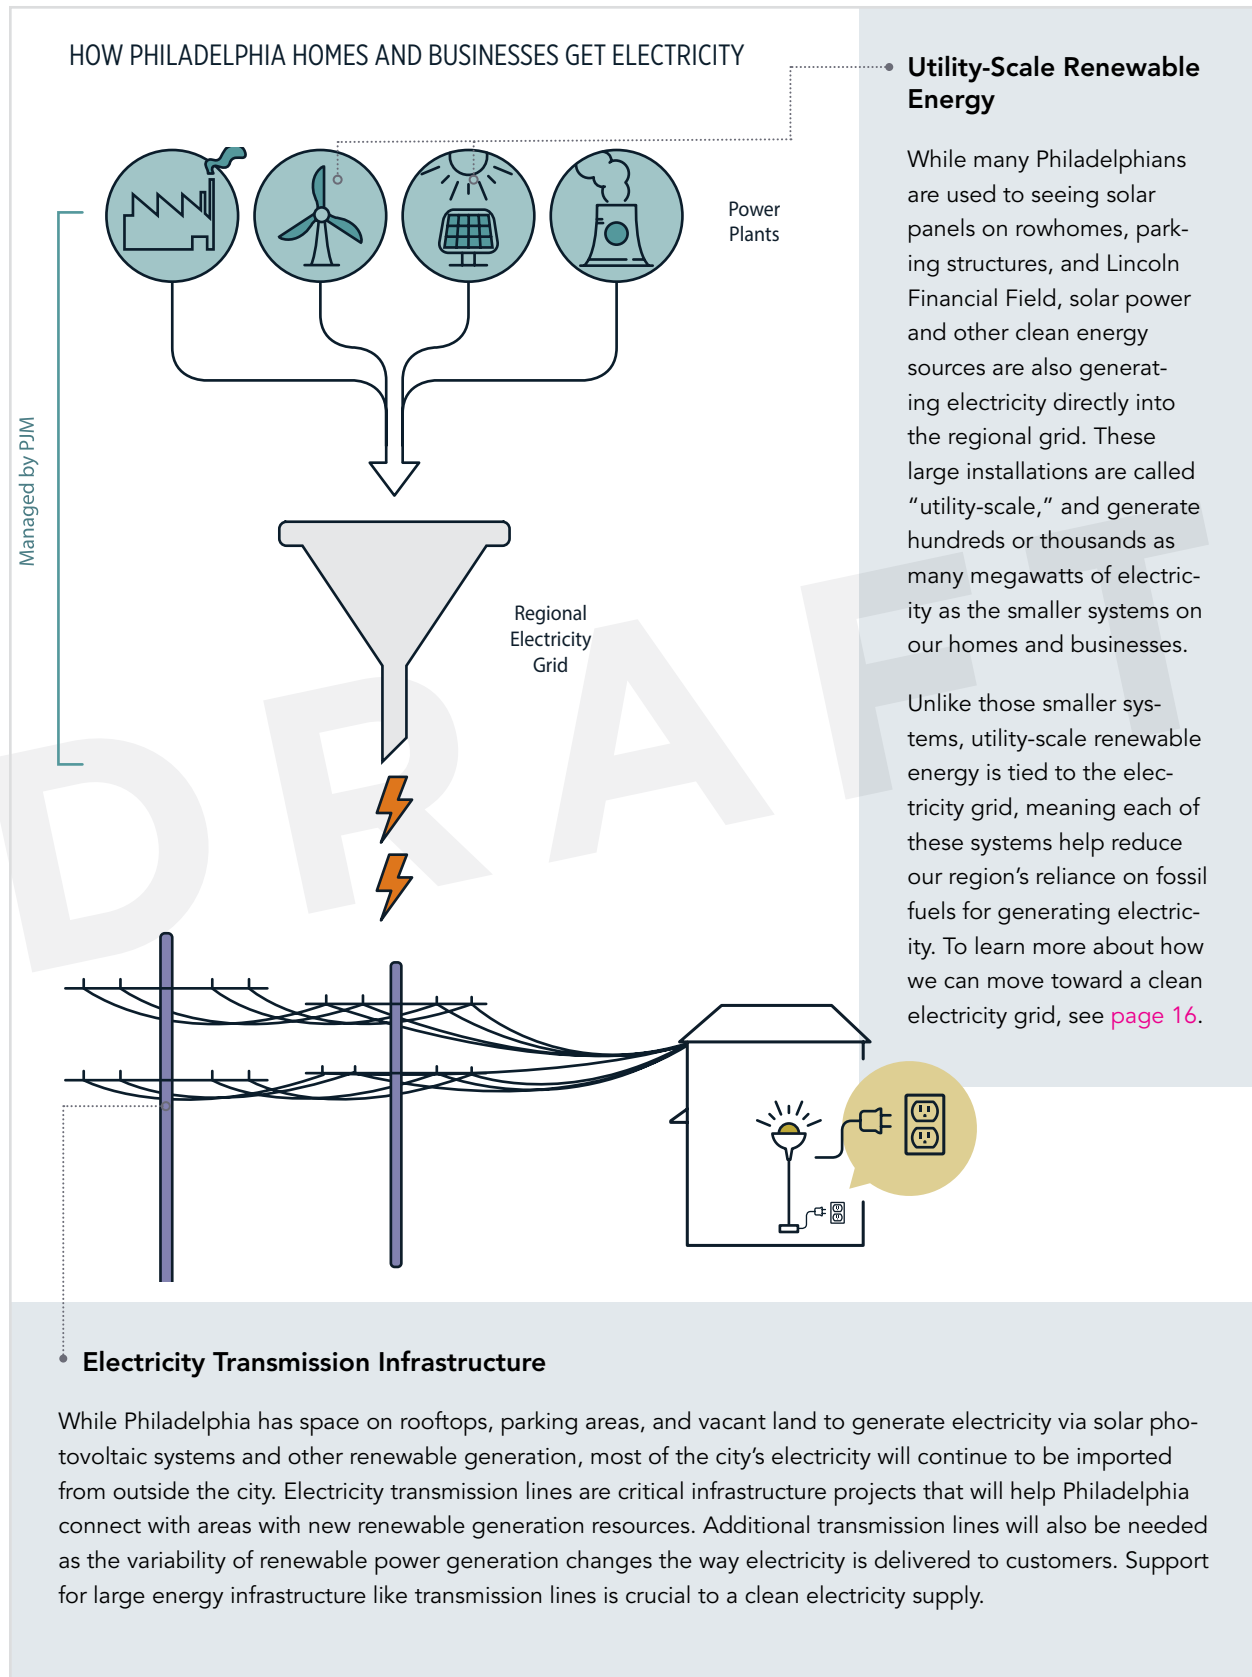 HOW PHILADELPHIA HOMES AND BUSINESSES GET ELECTRICITY
Power
Plants
Managed by PJM
Regional
Electricity
Grid
Utility-Scale Renewable
Energy
While many Philadelphians
are used to seeing solar
panels on rowhomes, park-
ing structures, and Lincoln
Financial Field, solar power
and other clean energy
sources are also generat-
ing electricity directly into
the regional grid. These
large installations are called
“utility-scale,” and generate
hundreds or thousands as
many megawatts of electric-
ity as the smaller systems on
our homes and businesses.
Unlike those smaller sys-
tems, utility-scale renewable
energy is tied to the elec-
tricity grid, meaning each of
these systems help reduce
our region’s reliance on fossil
fuels for generating electric-
ity. To learn more about how
we can move toward a clean
electricity grid, see page 16.
DRAFT
Electricity Transmission Infrastructure
While Philadelphia has space on rooftops, parking areas, and vacant land to generate electricity via solar pho-
tovoltaic systems and other renewable generation, most of the city’s electricity will continue to be imported
from outside the city. Electricity transmission lines are critical infrastructure projects that will help Philadelphia
connect with areas with new renewable generation resources. Additional transmission lines will also be needed
as the variability of renewable power generation changes the way electricity is delivered to customers. Support
for large energy infrastructure like transmission lines is crucial to a clean electricity supply.